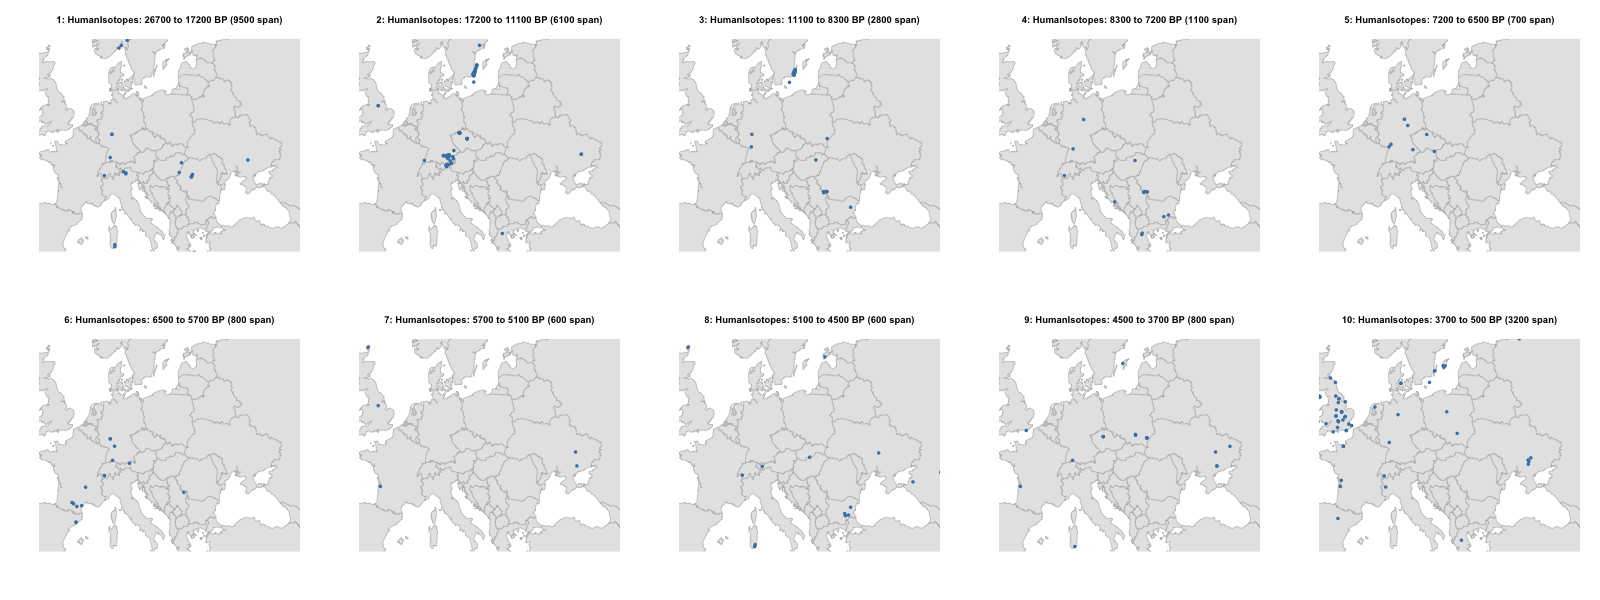 1: HumanIsotopes: 26700 to 17200 BP (9500 span)
2: HumanIsotopes: 17200 to 11100 BP (6100 span)
3: HumanIsotopes: 11100 to 8300 BP (2800 span)
4: HumanIsotopes: 8300 to 7200 BP (1100 span)
5: HumanIsotopes: 7200 to 6500 BP (700 span)
6: HumanIsotopes: 6500 to 5700 BP (800 span)
7: HumanIsotopes: 5700 to 5100 BP (600 span)
8: HumanIsotopes: 5100 to 4500 BP (600 span)
9: HumanIsotopes: 4500 to 3700 BP (800 span)
10: HumanIsotopes: 3700 to 500 BP (3200 span)